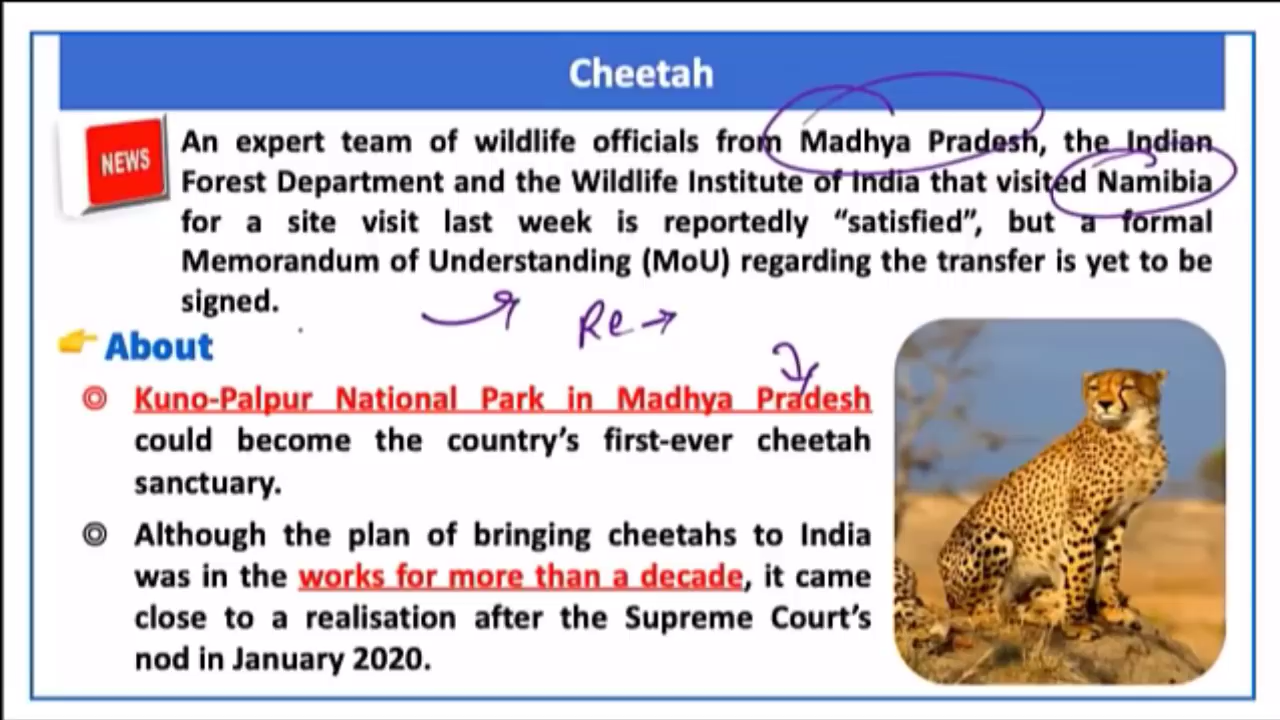 Cheetah
NEWS
An expert team of wildlife officials from Madhya Pradesh, the Indian
Forest Department and the Wildlife Institute of India that visited Namibia
for a site visit last week is reportedly “satisfied”, but a formal
Memorandum of Understanding (MoU) regarding the transfer is yet to be
signed.
Re →
About
Kuno-Palpur National Park in Madhya Pradesh
could become the country’s first-ever cheetah
sanctuary.
Although the plan of bringing cheetahs to India
was in the works for more than a decade, it came
close to a realisation after the Supreme Court’s
nod in January 2020.